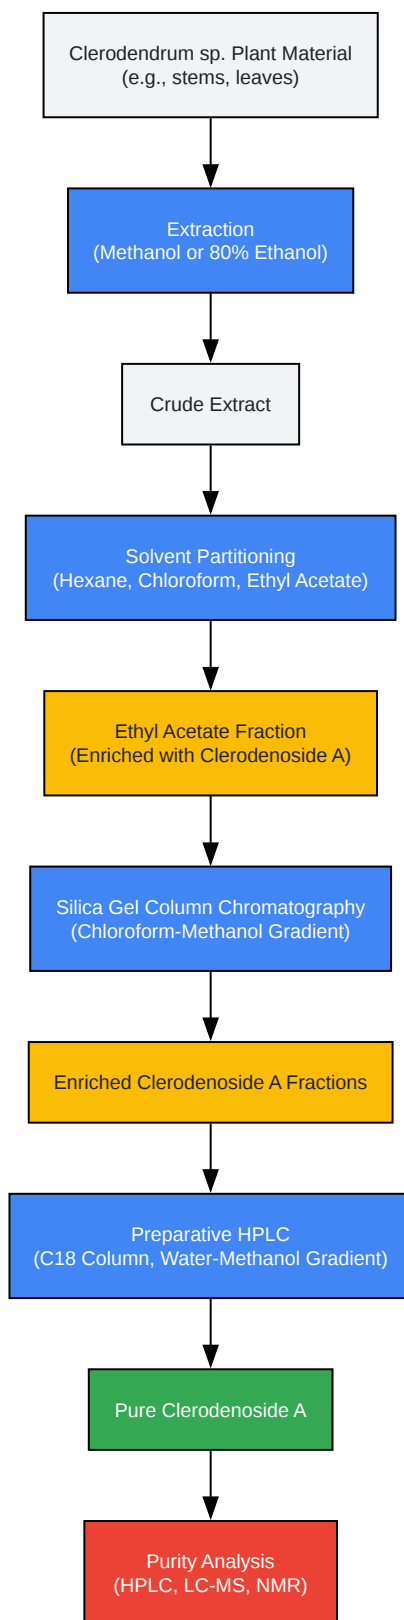 Clerodendrum sp. Plant Material
(e.g., stems, leaves)
Extraction
(Methanol or 80% Ethanol)
Crude Extract
Solvent Partitioning
(Hexane, Chloroform, Ethyl Acetate)
Ethyl Acetate Fraction
(Enriched with Clerodenoside A)
Silica Gel Column Chromatography
(Chloroform-Methanol Gradient)
Enriched Clerodenoside A Fractions
Preparative HPLC
(C18 Column, Water-Methanol Gradient)
Pure Clerodenoside A
Purity Analysis
(HPLC, LC-MS, NMR)